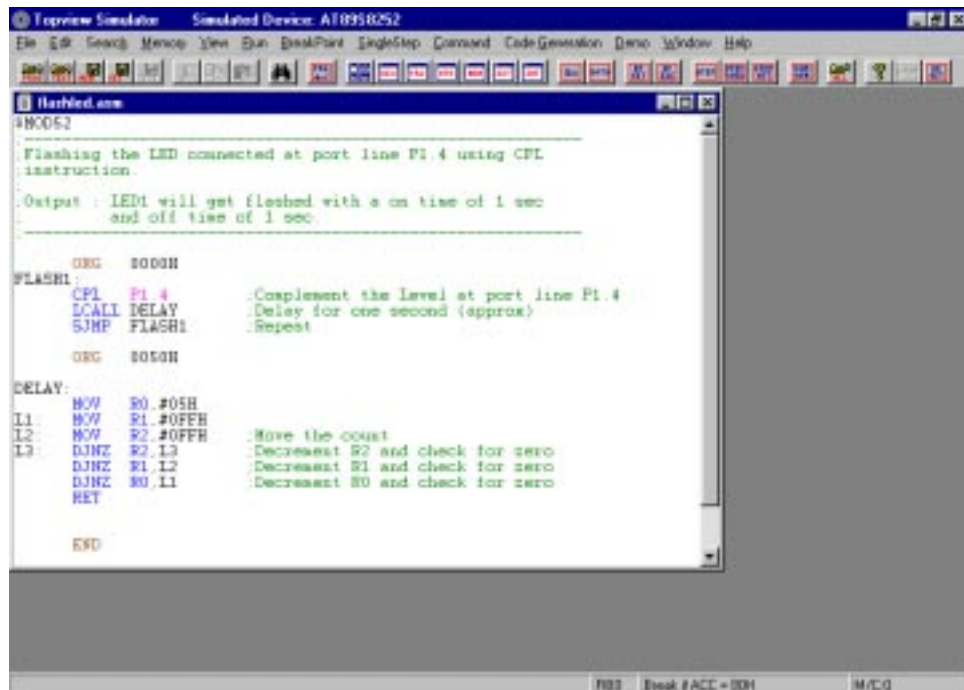 Topview Simulator Simulated Device: AT89S8252
File Edit Search Memory View Run BreakPoint SingleStep Command Code Generation Demo Window Help
flashled.asm
$MOD52
;Flashing the LED connected at port line P1.4 using CPL
;instruction.
;Output : LED1 will get flashed with a on time of 1 sec
; and off time of 1 sec.
ORG 0000H
FLASH1:
CPL P1.4 ;Complement the Level at port line P1.4
LCALL DELAY ;Delay for one second (approx)
SJMP FLASH1 ;Repeat
ORG 0050H
DELAY:
MOV R0,#05H
L1: MOV R1,#0FFH
L2: MOV R2,#0FFH ;Move the count
L3: DJNZ R2,L3 ;Decrement R2 and check for zero
DJNZ R1,L2 ;Decrement R1 and check for zero
DJNZ R0,L1 ;Decrement R0 and check for zero
RET
END
Break if ACC = 80H